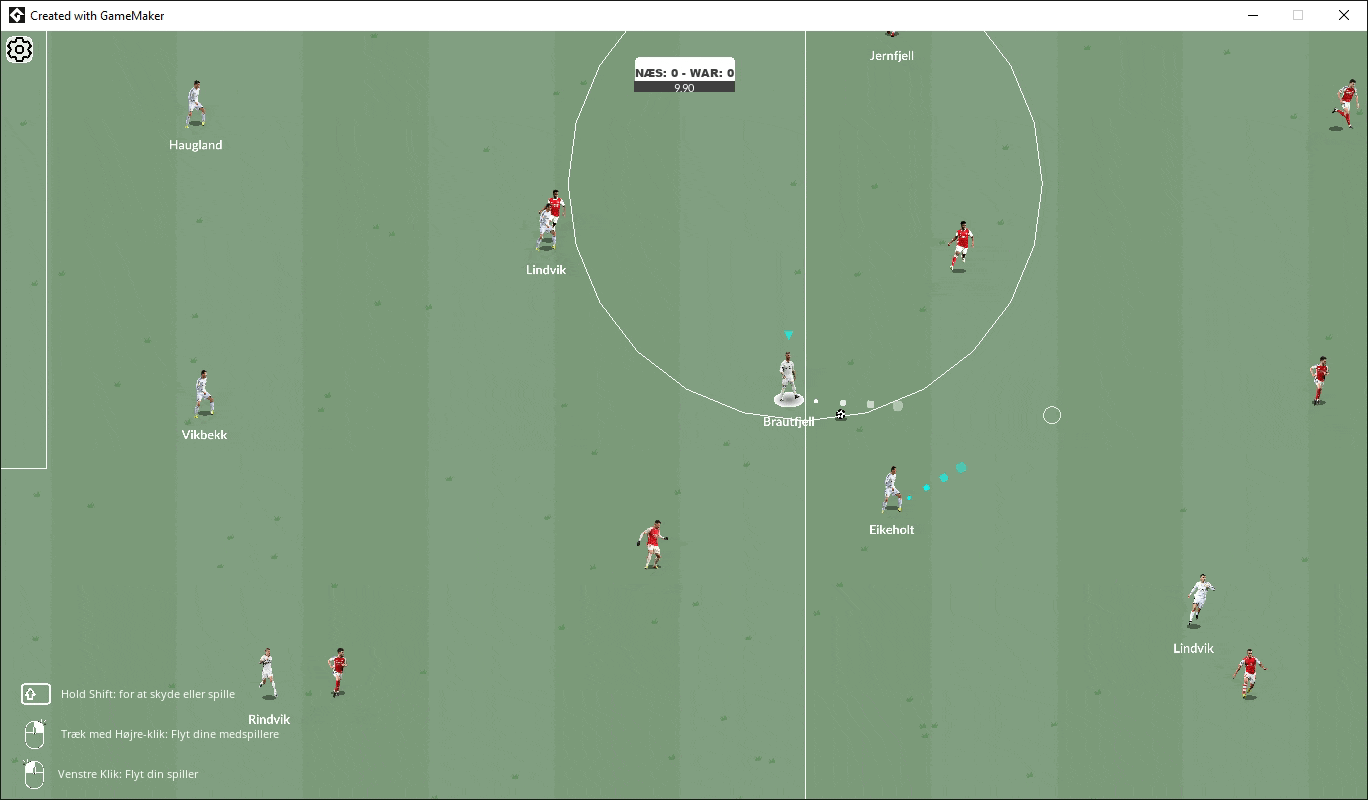 Created with GameMaker
Jernfjell
NÆS: 0 - WAR: 0
9.90
Haugland
Lindvik
Brautfjell
Vikbekk
Eikeholt
Lindvik
Hold Shift: for at skyde eller spille
Rindvik
Træk med Højre-klik: Flyt dine medspillere
Venstre Klik: Flyt din spiller